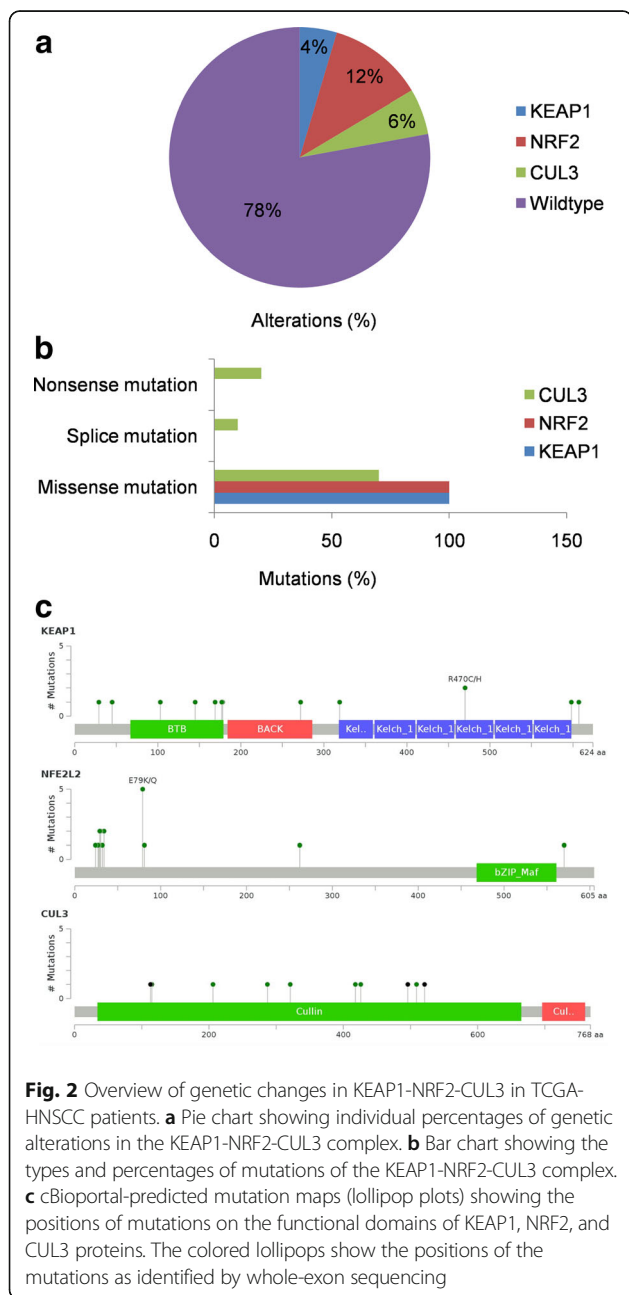 a
4%
12%
6%
78%
KEAP1
NRF2
CUL3
Wildtype
Alterations (%)
b
Nonsense mutation
Splice mutation
Missense mutation
CUL3
NRF2
KEAP1
0 50 100 150
Mutations (%)
c
KEAP1
# Mutations
5
0
R470C/H
BTB BACK Kel.. Kelch_1 Kelch_1 Kelch_1 Kelch_1 Kelch_1
0 100 200 300 400 500 624 aa
NFE2L2
# Mutations
5
0
E79K/Q
bZIP_Maf
0 100 200 300 400 500 605 aa
CUL3
# Mutations
5
0
Cullin Cul..
0 200 400 600 768 aa
Fig. 2 Overview of genetic changes in KEAP1-NRF2-CUL3 in TCGA-
HNSCC patients. a Pie chart showing individual percentages of genetic
alterations in the KEAP1-NRF2-CUL3 complex. b Bar chart showing the
types and percentages of mutations of the KEAP1-NRF2-CUL3 complex.
c cBioportal-predicted mutation maps (lollipop plots) showing the
positions of mutations on the functional domains of KEAP1, NRF2, and
CUL3 proteins. The colored lollipops show the positions of the
mutations as identified by whole-exon sequencing